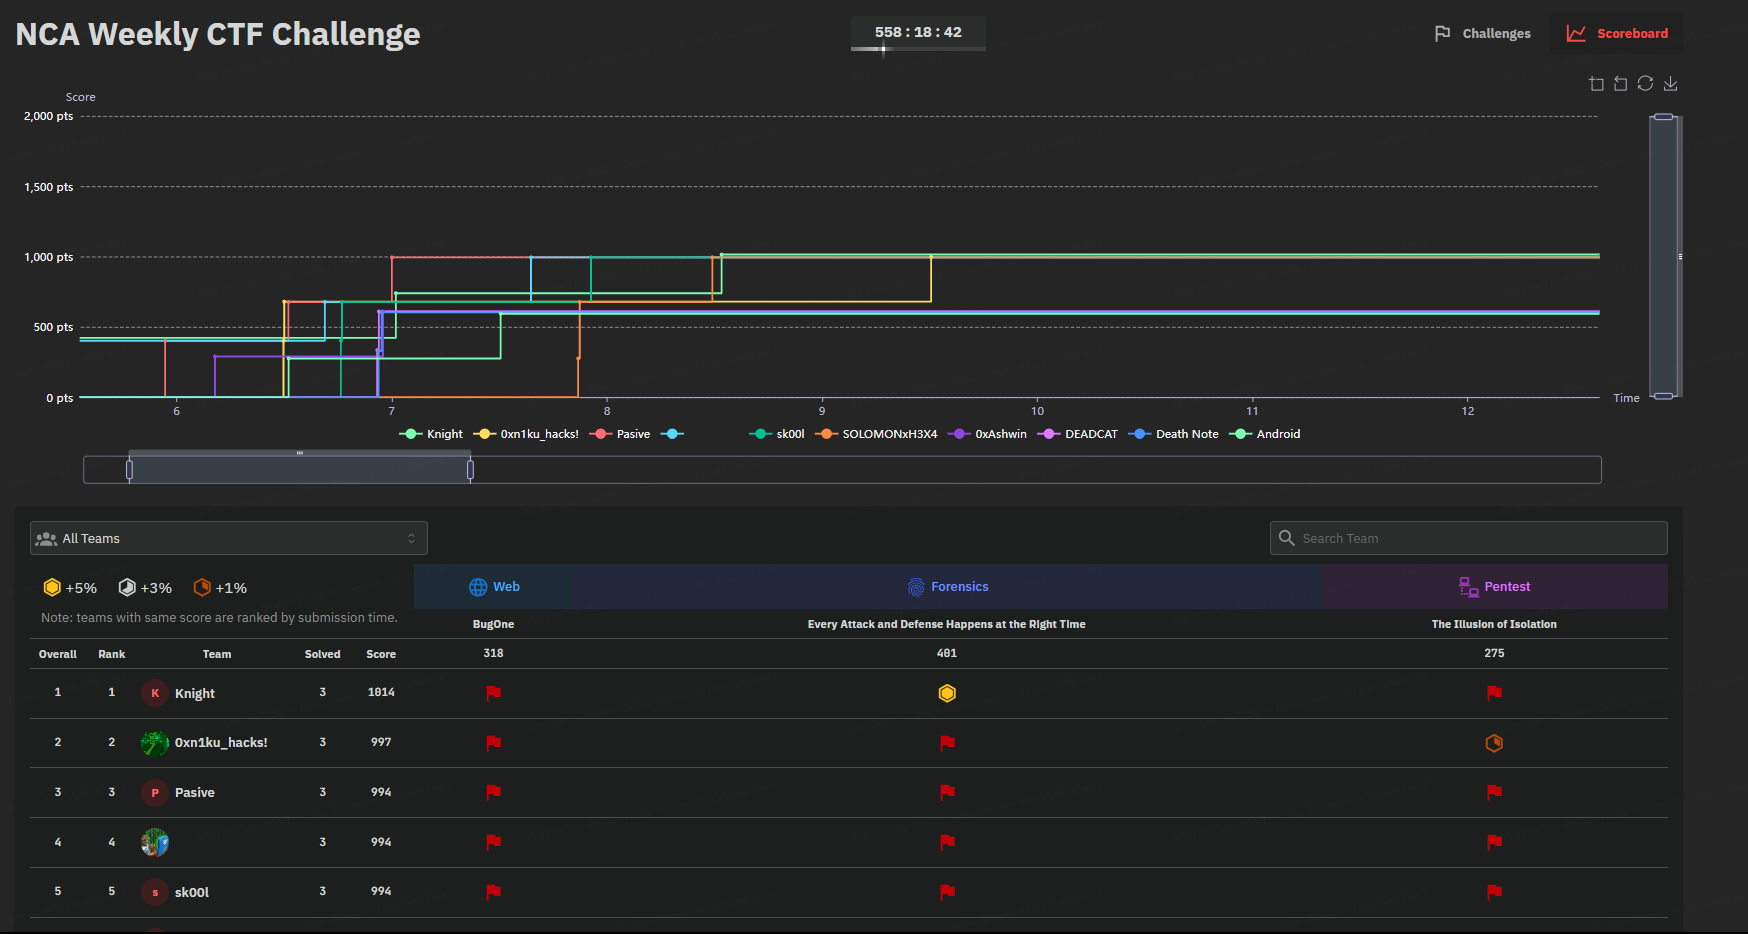 NCA Weekly CTF Challenge
558 : 18 : 42
Challenges
Scoreboard
Score
2,000 pts
1,500 pts
1,000 pts
500 pts
0 pts
6 7 8 9 10 11 12
Time
Knight 0xn1ku_hacks! Pasive sk00l SOLOMONxH3X4 0xAshwin DEADCAT Death Note Android
All Teams
Search Team
+5% +3% +1%
Web Forensics Pentest
Note: teams with same score are ranked by submission time.
BugOne Every Attack and Defense Happens at the Right Time The Illusion of Isolation
Overall Rank Team Solved Score 318 401 275
1 1 K Knight 3 1014
2 2 0xn1ku_hacks! 3 997
3 3 P Pasive 3 994
4 4 3 994
5 5 s sk00l 3 994